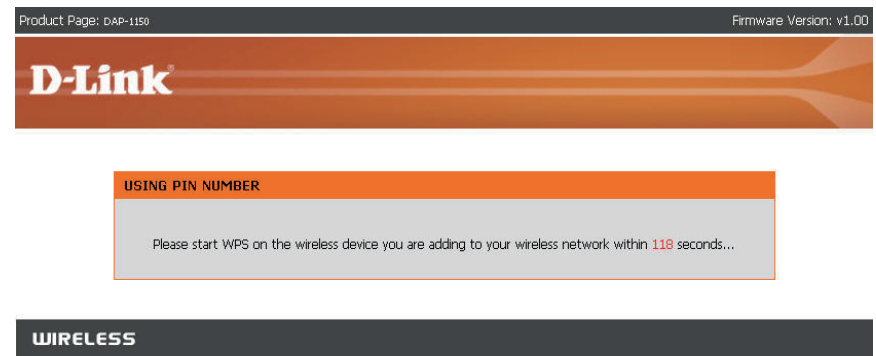 Product Page: DAP-1150
Firmware Version: v1.00
D-Link
USING PIN NUMBER
Please start WPS on the wireless device you are adding to your wireless network within 118 seconds...
WIRELESS